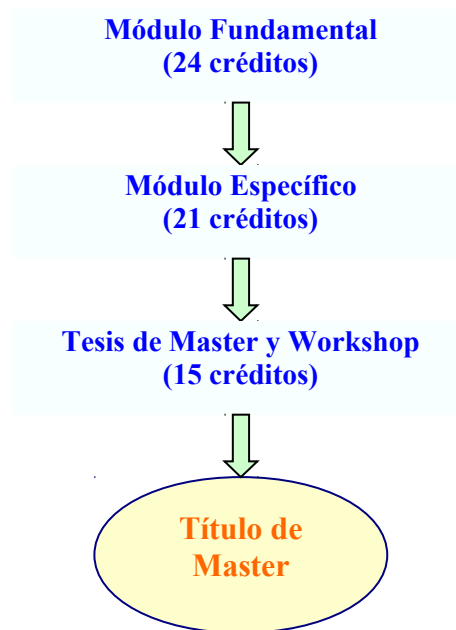 Módulo Fundamental
(24 créditos)
Módulo Específico
(21 créditos)
Tesis de Master y Workshop
(15 créditos)
Título de
Master